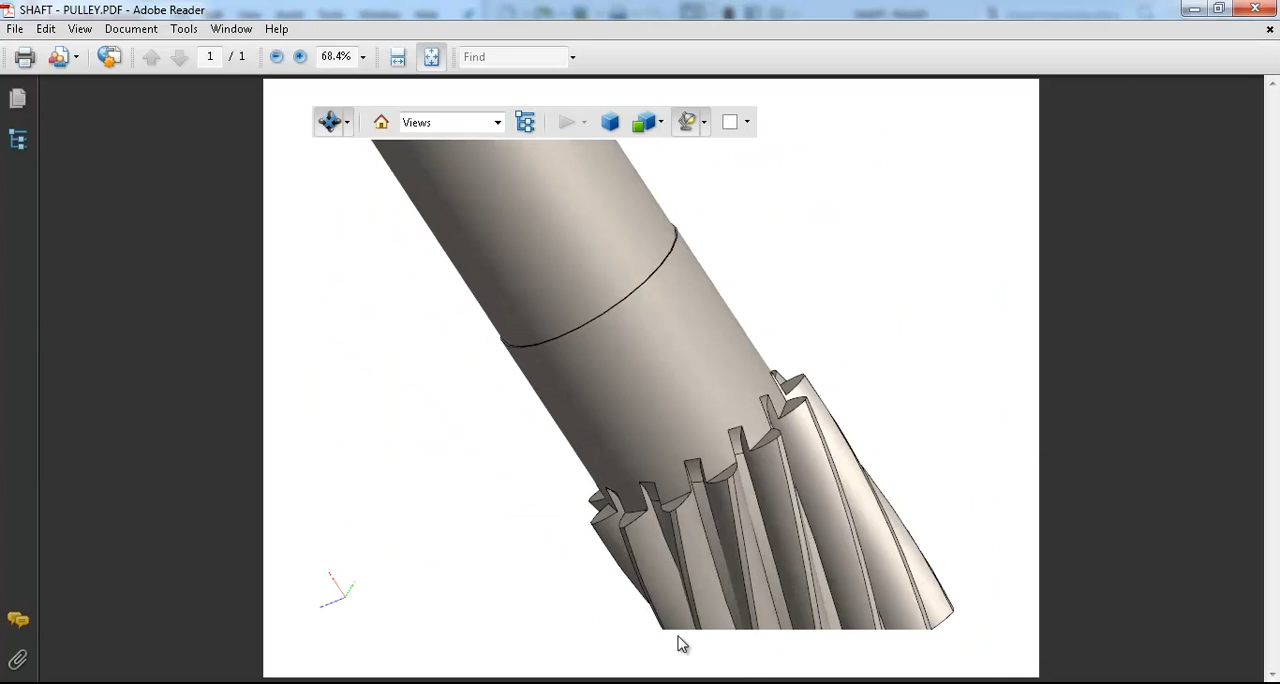 SHAFT - PULLEY.PDF - Adobe Reader
File Edit View Document Tools Window Help
1 / 1 68.4% Find
Views